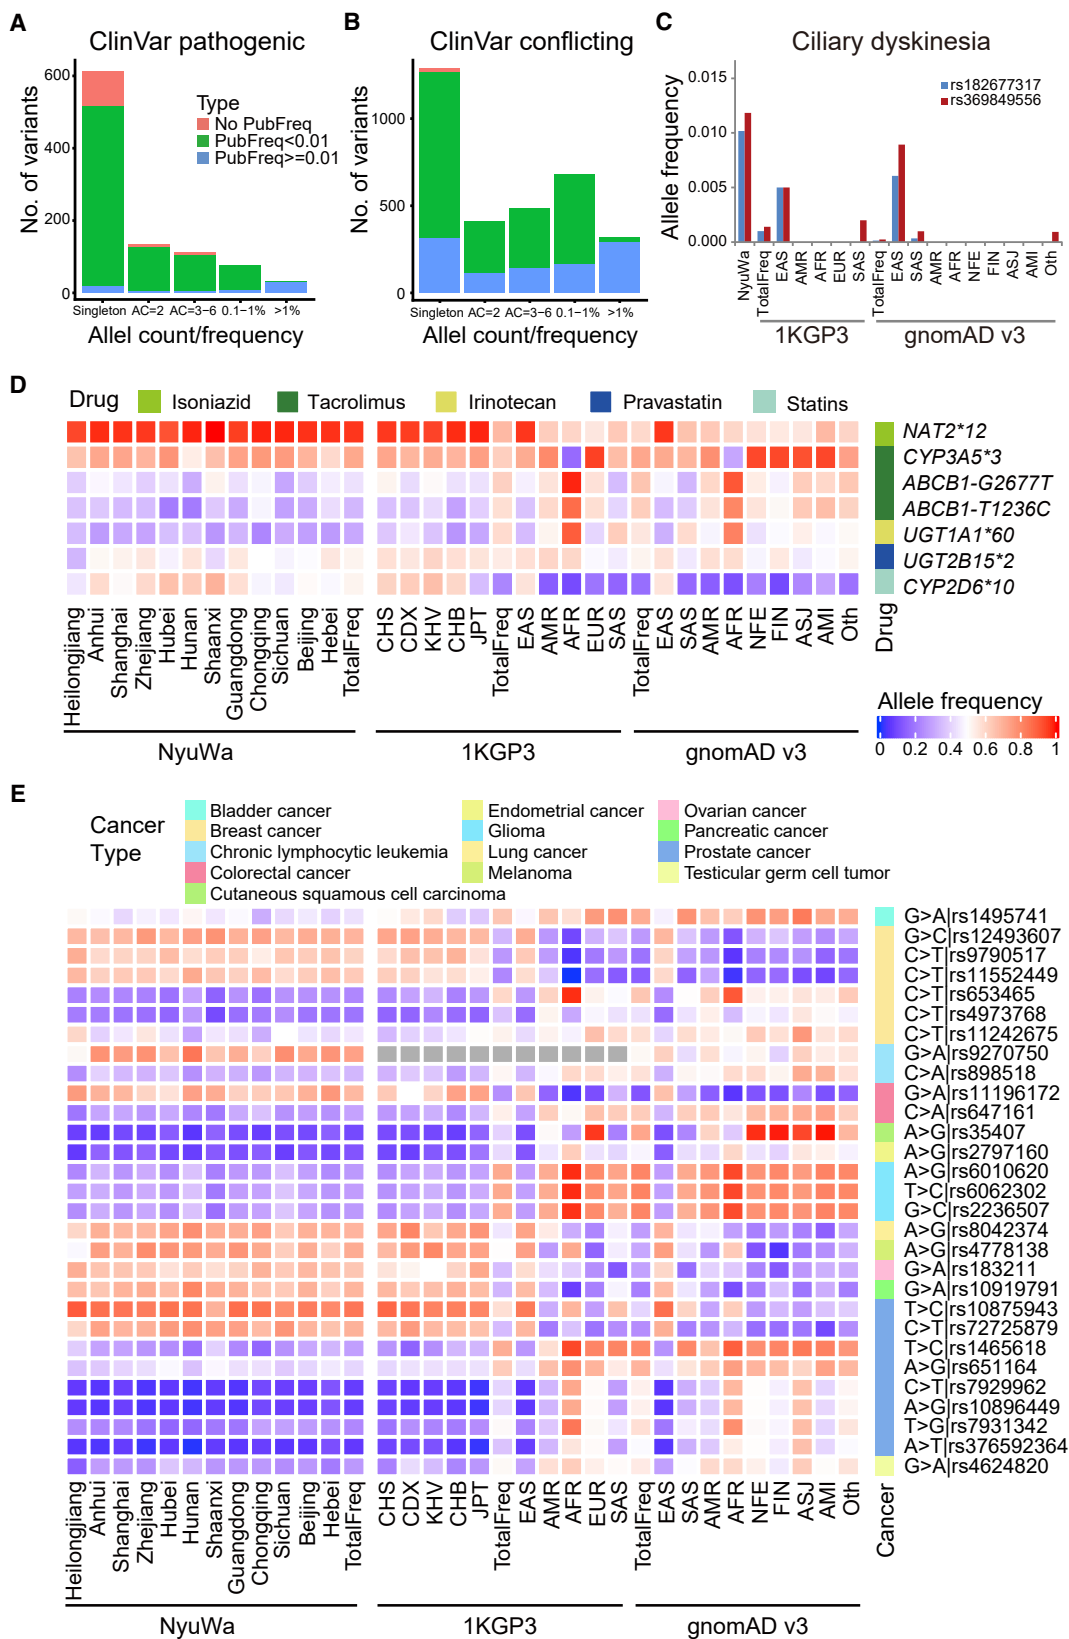 A
ClinVar pathogenic
No. of variants
600
400
200
0
Type
No PubFreq
PubFreq<0.01
PubFreq>=0.01
Singleton AC=2 AC=3−6 0.1−1% >1%
Allel count/frequency
B
ClinVar conflicting
No. of variants
1000
500
0
Singleton AC=2 AC=3−6 0.1−1% >1%
Allel count/frequency
C
Ciliary dyskinesia
Allele frequency
0.015
0.010
0.005
0.000
rs182677317
rs369849556
NyuWa TotalFreq EAS AMR AFR EUR SAS TotalFreq EAS SAS AMR AFR NFE FIN ASJ AMI Oth
1KGP3 gnomAD v3
D
Drug Isoniazid Tacrolimus Irinotecan Pravastatin Statins
NAT2*12
CYP3A5*3
ABCB1-G2677T
ABCB1-T1236C
UGT1A1*60
UGT2B15*2
CYP2D6*10
Heilongjiang Anhui Shanghai Zhejiang Hubei Hunan Shaanxi Guangdong Chongqing Sichuan Beijing Hebei TotalFreq CHS CDX KHV CHB JPT TotalFreq EAS AMR AFR EUR SAS TotalFreq EAS SAS AMR AFR NFE FIN ASJ AMI Oth Drug
NyuWa 1KGP3 gnomAD v3
Allele frequency
0 0.2 0.4 0.6 0.8 1
E
Cancer
Type
Bladder cancer
Breast cancer
Chronic lymphocytic leukemia
Colorectal cancer
Cutaneous squamous cell carcinoma
Endometrial cancer
Glioma
Lung cancer
Melanoma
Ovarian cancer
Pancreatic cancer
Prostate cancer
Testicular germ cell tumor
G>A|rs1495741
G>C|rs12493607
C>T|rs9790517
C>T|rs11552449
C>T|rs653465
C>T|rs4973768
C>T|rs11242675
G>A|rs9270750
C>A|rs898518
G>A|rs11196172
C>A|rs647161
A>G|rs35407
A>G|rs2797160
A>G|rs6010620
T>C|rs6062302
G>C|rs2236507
A>G|rs8042374
A>G|rs4778138
G>A|rs183211
G>A|rs10919791
T>C|rs10875943
C>T|rs72725879
T>C|rs1465618
A>G|rs651164
C>T|rs7929962
A>G|rs10896449
T>G|rs7931342
A>T|rs376592364
G>A|rs4624820
Heilongjiang Anhui Shanghai Zhejiang Hubei Hunan Shaanxi Guangdong Chongqing Sichuan Beijing Hebei TotalFreq CHS CDX KHV CHB JPT TotalFreq EAS AMR AFR EUR SAS TotalFreq EAS SAS AMR AFR NFE FIN ASJ AMI Oth Cancer
NyuWa 1KGP3 gnomAD v3